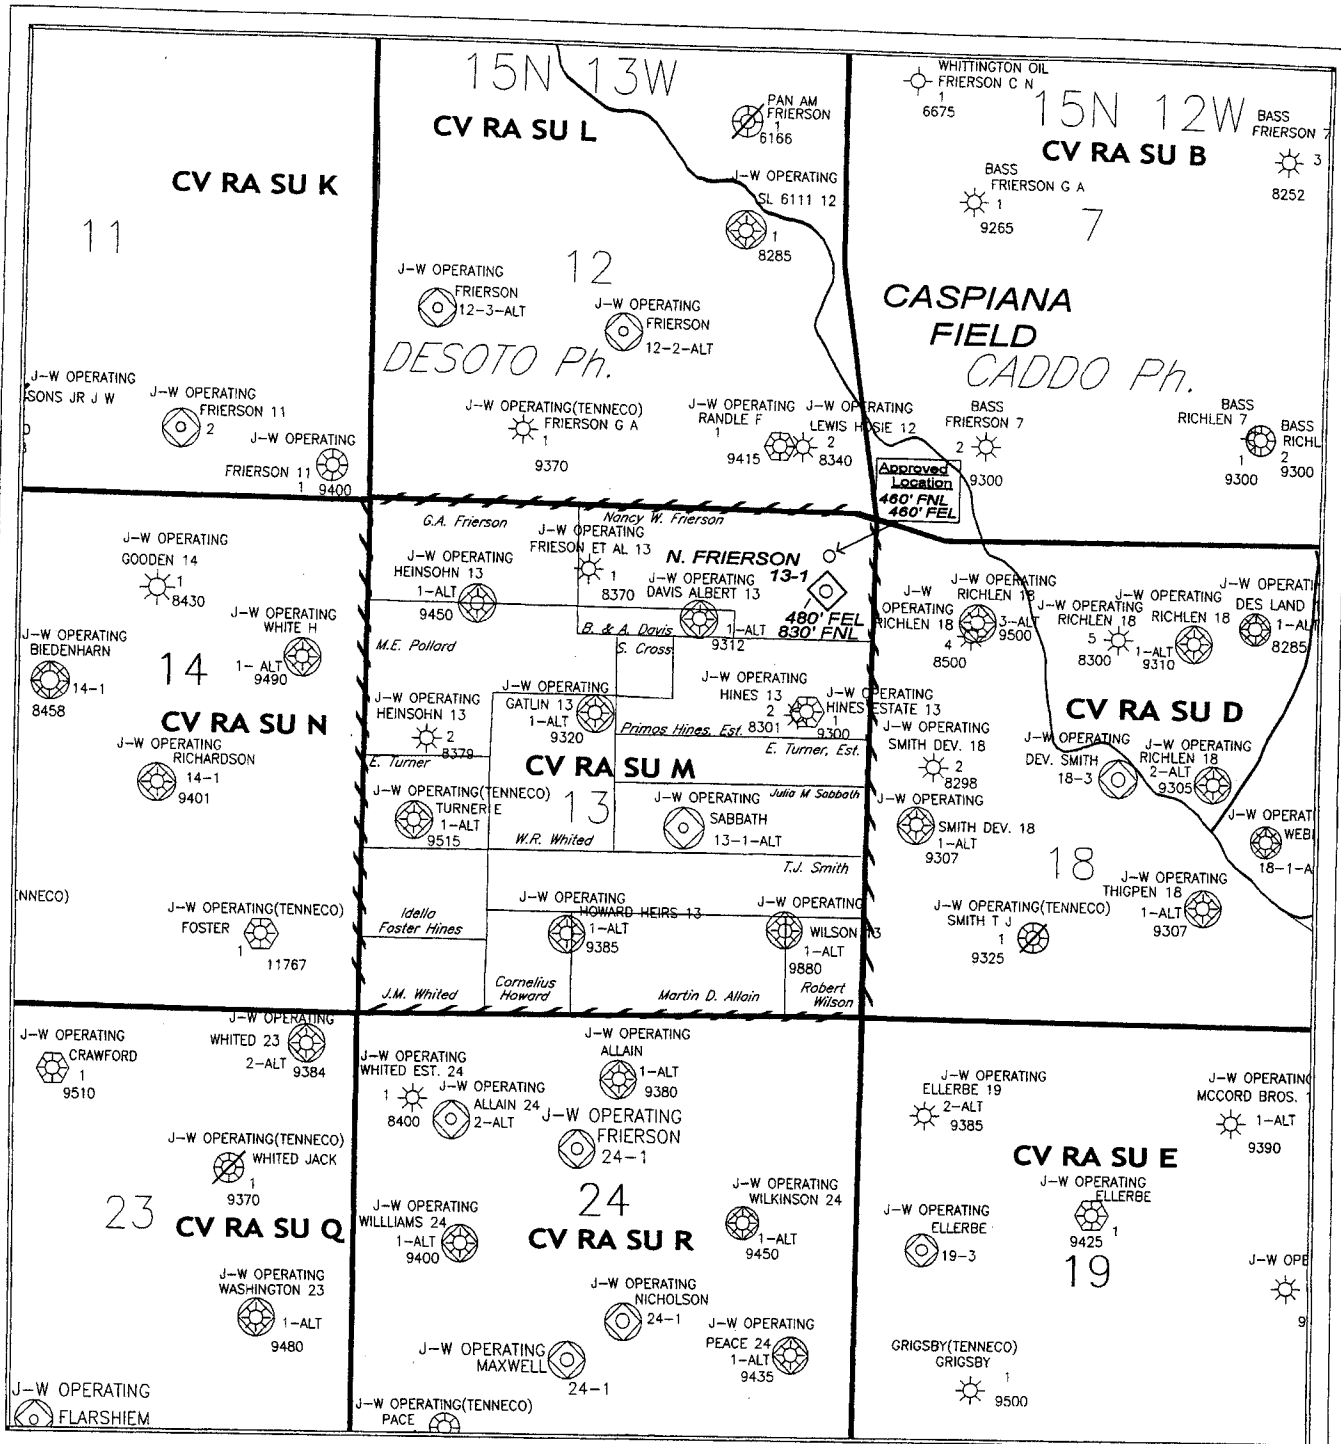 15N 13W
CV RA SU L
PAN AM
FRIERSON
1
6166
WHITTINGTON OIL
FRIERSON C N
1
6675
15N 12W
CV RA SU B
BASS
FRIERSON 7
3
8252
CV RA SU K
11
J-W OPERATING
SL 6111 12
1
8285
BASS
FRIERSON G A
1
9265
7
12
J-W OPERATING
FRIERSON
12-3-ALT
J-W OPERATING
FRIERSON
12-2-ALT
CASPIANA
FIELD
DESOTO Ph.
CADDO Ph.
J-W OPERATING
SONS JR J W
J-W OPERATING
FRIERSON 11
2
J-W OPERATING
FRIERSON 11
1 9400
J-W OPERATING(TENNECO)
FRIERSON G A
1
9370
J-W OPERATING
RANDLE F
1
9415
J-W OPERATING
LEWIS HOSIE 12
2
8340
BASS
FRIERSON 7
2
9300
BASS
RICHLEN 7
1
9300
BASS
RICHL
2
9300
Approved
Location
460' FNL
460' FEL
G.A. Frierson
Nancy W. Frierson
J-W OPERATING
GOODEN 14
1
8430
J-W OPERATING
HEINSOHN 13
1-ALT
9450
J-W OPERATING
FRIESON ET AL 13
1
8370
N. FRIERSON
13-1
480' FEL
830' FNL
J-W OPERATING
DAVIS ALBERT 13
1-ALT
9312
B. & A. Davis
J-W OPERATING
RICHLEN 18
3-ALT
9500
J-W
OPERATING
RICHLEN 18
4
8500
J-W OPERATING
RICHLEN 18
5
8300
J-W OPERATING
RICHLEN 18
1-ALT
9310
J-W OPERATI
DES LAND
1-AL
8285
J-W OPERATING
BIEDENHARN
14-1
8458
J-W OPERATING
WHITE H
1-ALT
9490
14
CV RA SU N
J-W OPERATING
RICHARDSON
14-1
9401
M.E. Pollard
S. Cross
J-W OPERATING
HEINSOHN 13
2
8379
J-W OPERATING
GATLIN 13
1-ALT
9320
J-W OPERATING
HINES 13
2
8301
J-W OPERATING
HINES ESTATE 13
1
9300
Primos Hines, Est.
E. Turner, Est.
E. Turner
CV RA SU M
13
J-W OPERATING(TENNECO)
TURNER E
1-ALT
9515
W.R. Whited
J-W OPERATING
SABBATH
13-1-ALT
Julia M Sabbath
J-W OPERATING
SMITH DEV. 18
2
8298
CV RA SU D
J-W OPERATING
DEV. SMITH
18-3
J-W OPERATING
RICHLEN 18
2-ALT
9305
J-W OPERATING
SMITH DEV. 18
1-ALT
9307
18
J-W OPERAT
WEB
18-1-A
T.J. Smith
J-W OPERATING
THIGPEN 18
1-ALT
9307
J-W OPERATING(TENNECO)
SMITH T J
1
9325
NNECO)
J-W OPERATING(TENNECO)
FOSTER
1
11767
Idella
Foster Hines
J-W OPERATING
HOWARD HEIRS 13
1-ALT
9385
J-W OPERATING
WILSON 13
1-ALT
9880
J.M. Whited
Cornelius
Howard
Martin D. Allain
Robert
Wilson
J-W OPERATING
CRAWFORD
1
9510
J-W OPERATING
WHITED 23
2-ALT
9384
J-W OPERATING
WHITED EST. 24
1
8400
J-W OPERATING
ALLAIN 24
2-ALT
J-W OPERATING
ALLAIN
1-ALT
9380
J-W OPERATING
FRIERSON
24-1
J-W OPERATING
ELLERBE 19
2-ALT
9385
J-W OPERATING
MCCORD BROS. 1
1-ALT
9390
J-W OPERATING(TENNECO)
WHITED JACK
1
9370
23
CV RA SU Q
24
CV RA SU R
CV RA SU E
J-W OPERATING
ELLERBE
1
9425
19
J-W OPERATING
WILLLIAMS 24
1-ALT
9400
J-W OPERATING
WILKINSON 24
1-ALT
9450
J-W OPERATING
ELLERBE
19-3
J-W OPE
9
J-W OPERATING
WASHINGTON 23
1-ALT
9480
J-W OPERATING
NICHOLSON
24-1
J-W OPERATING
MAXWELL
24-1
J-W OPERATING
PEACE 24
1-ALT
9435
GRIGSBY(TENNECO)
GRIGSBY
1
9500
J-W OPERATING
FLARSHIEM
J-W OPERATING(TENNECO)
PACE